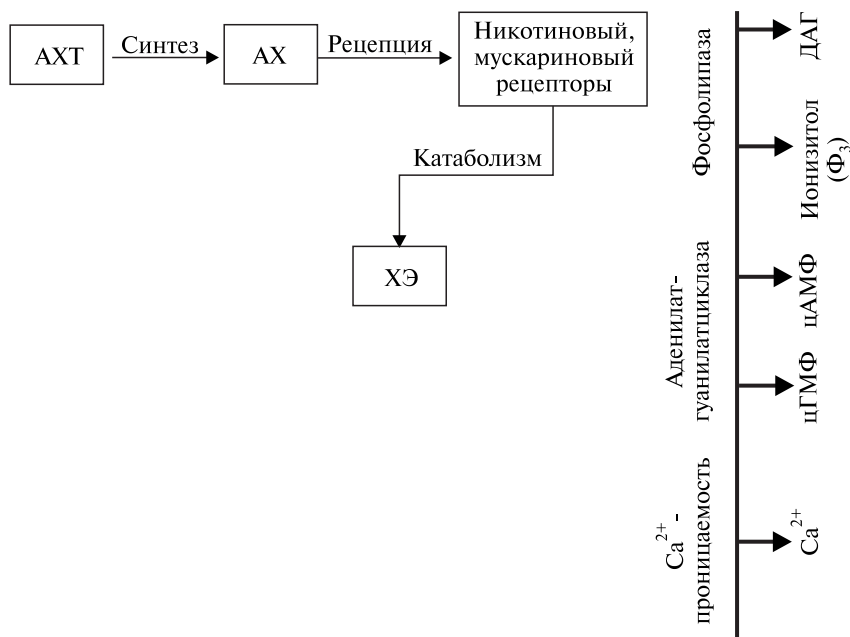 АХТ
Синтез
АХ
Рецепция
Никотиновый,
мускариновый
рецепторы
Катаболизм
ХЭ
Фосфолипаза
ДАГ
Ионизитол
(Ф₃)
Аденилат-
гуанилатциклаза
цАМФ
цГМФ
Ca²⁺ -
проницаемость
Ca²⁺